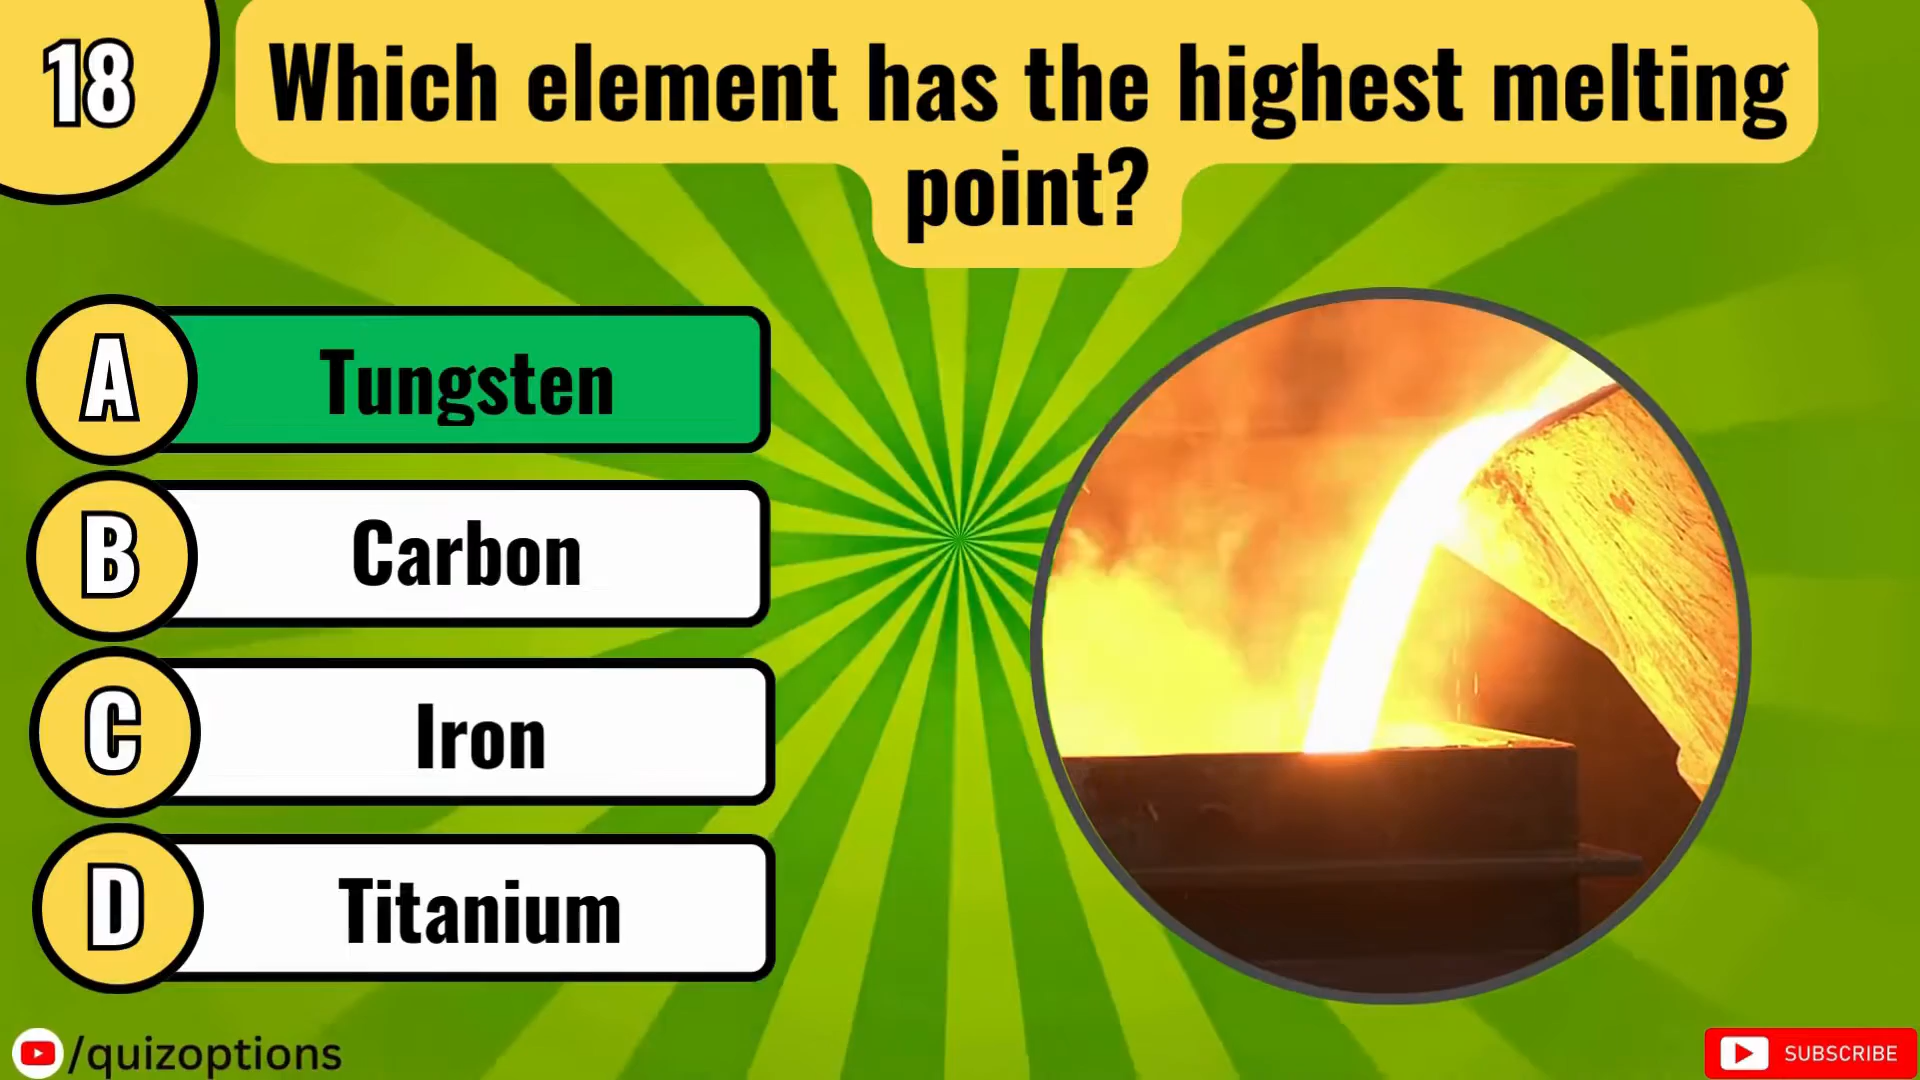 18
Which element has the highest melting
point?
A
Tungsten
B
Carbon
C
Iron
D
Titanium
/quizoptions
SUBSCRIBE